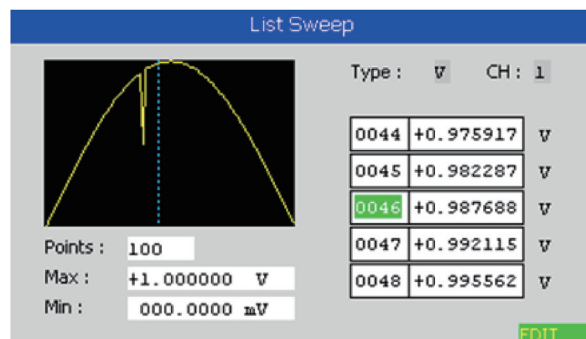 List Sweep
Type : V CH : 1
0044 +0.975917 V
0045 +0.982287 V
0046 +0.987688 V
0047 +0.992115 V
0048 +0.995562 V
Points : 100
Max : +1.000000 V
Min : 000.0000 mV
EDIT